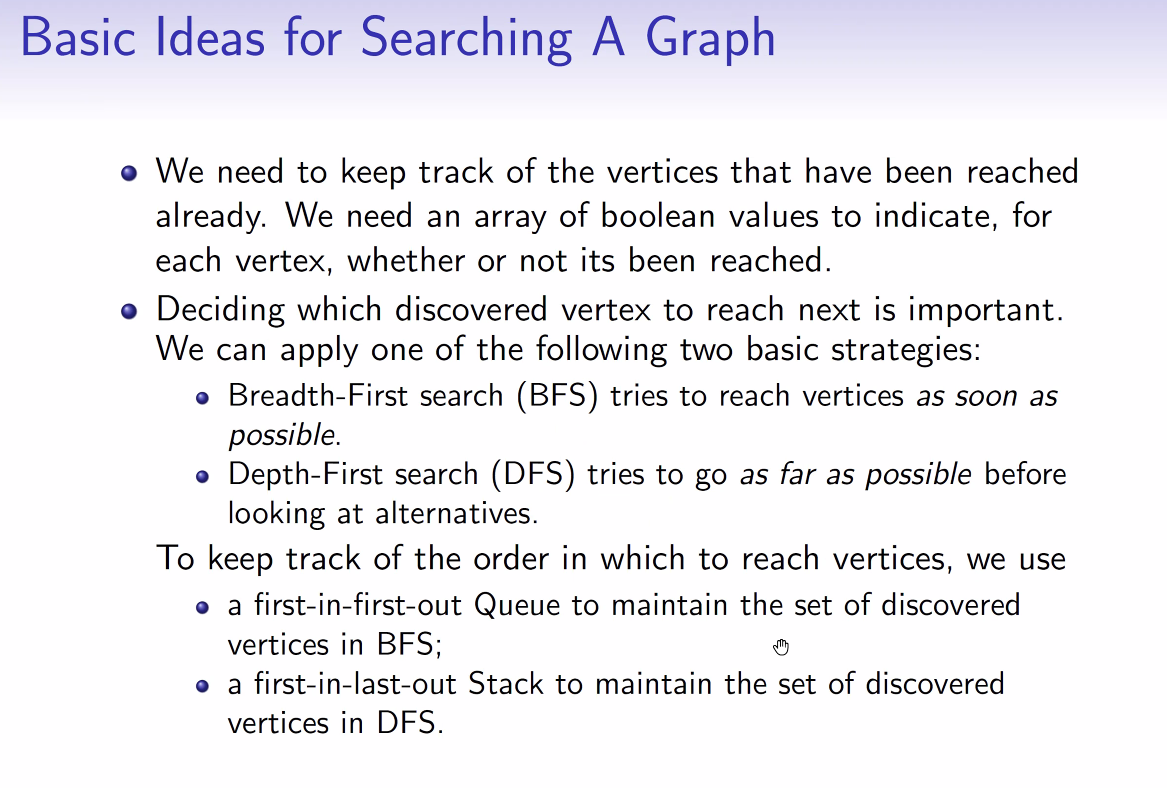 Basic Ideas for Searching A Graph
We need to keep track of the vertices that have been reached
already. We need an array of boolean values to indicate, for
each vertex, whether or not its been reached.
Deciding which discovered vertex to reach next is important.
We can apply one of the following two basic strategies:
Breadth-First search (BFS) tries to reach vertices as soon as
possible.
Depth-First search (DFS) tries to go as far as possible before
looking at alternatives.
To keep track of the order in which to reach vertices, we use
a first-in-first-out Queue to maintain the set of discovered
vertices in BFS;
a first-in-last-out Stack to maintain the set of discovered
vertices in DFS.